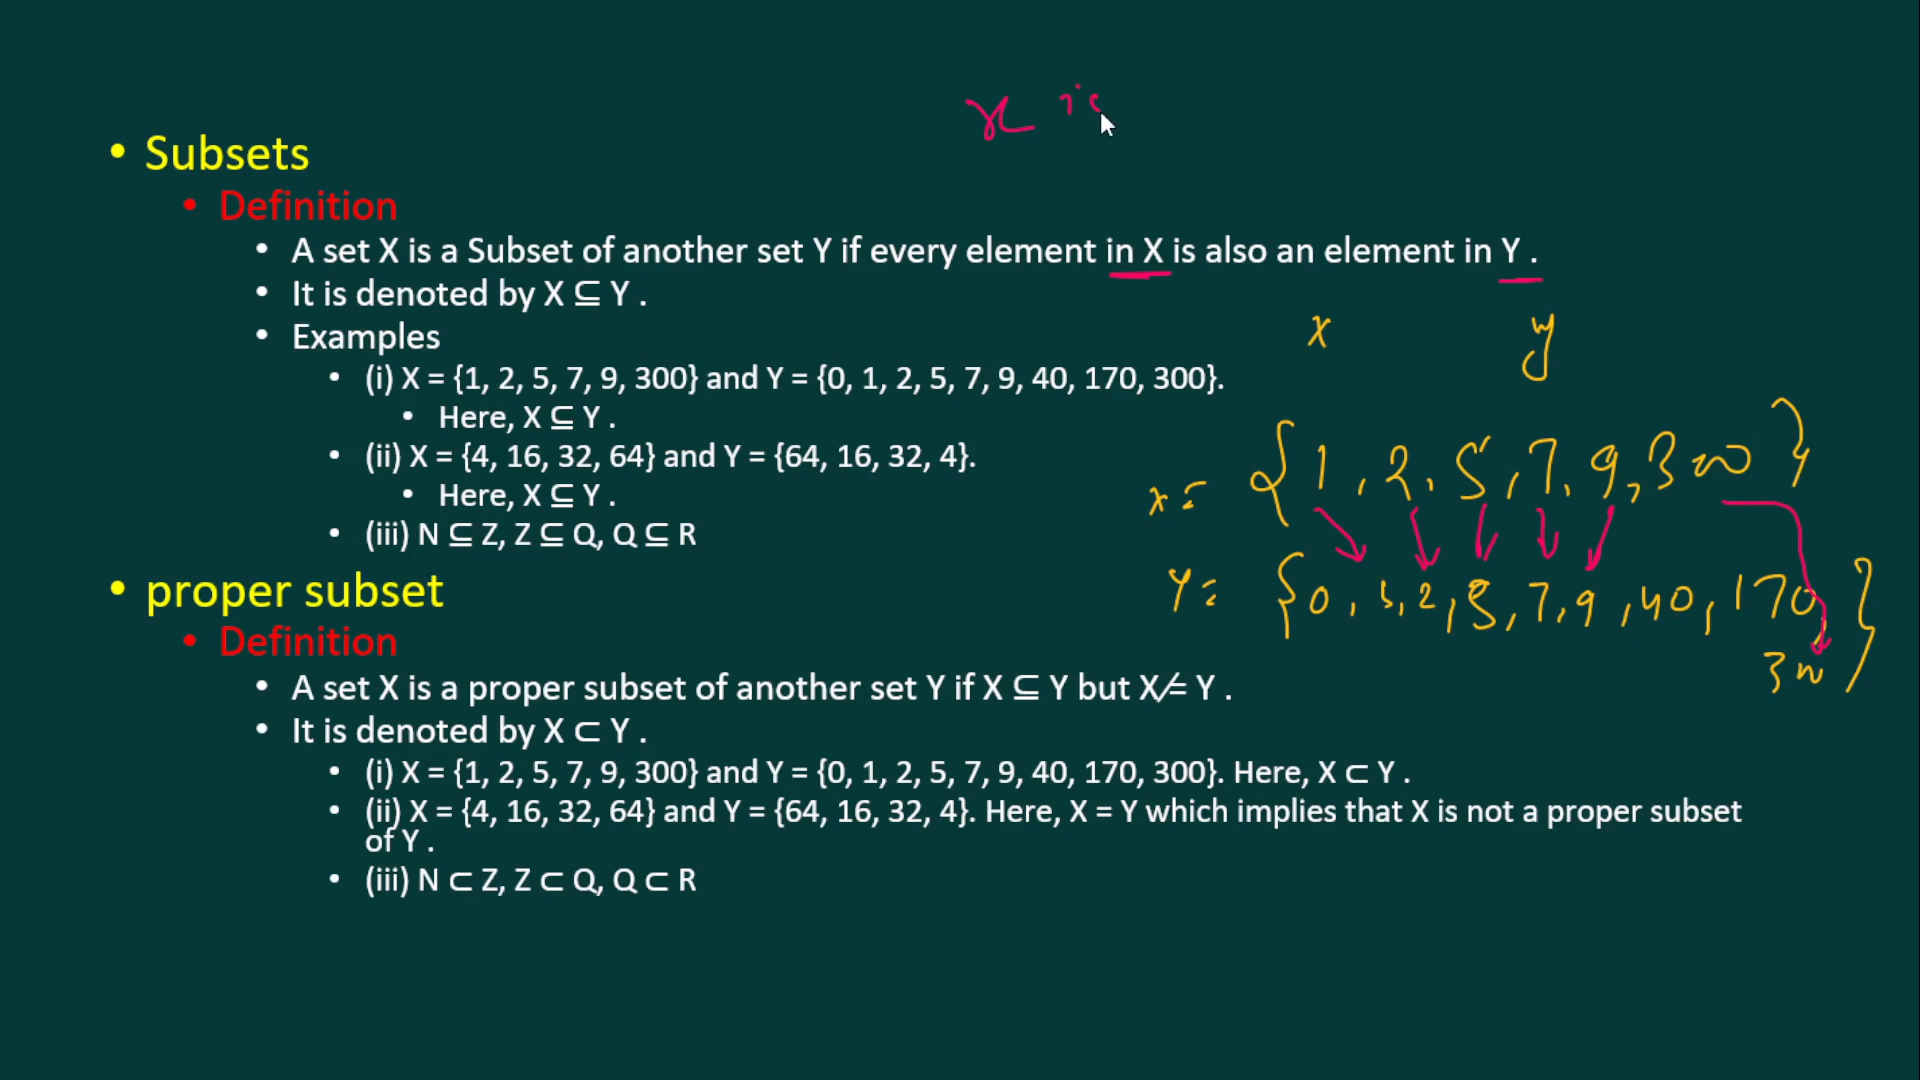 x is
• Subsets
• Definition
• A set X is a Subset of another set Y if every element in X is also an element in Y .
• It is denoted by X ⊆ Y .
• Examples
x y
• (i) X = {1, 2, 5, 7, 9, 300} and Y = {0, 1, 2, 5, 7, 9, 40, 170, 300}.
• Here, X ⊆ Y .
• (ii) X = {4, 16, 32, 64} and Y = {64, 16, 32, 4}.
x = {1, 2, 5, 7, 9, 300}
• Here, X ⊆ Y .
• (iii) N ⊆ Z, Z ⊆ Q, Q ⊆ R
Y = {0, 1, 2, 5, 7, 9, 40, 170,
300}
• proper subset
• Definition
• A set X is a proper subset of another set Y if X ⊆ Y but X ≠ Y .
• It is denoted by X ⊂ Y .
• (i) X = {1, 2, 5, 7, 9, 300} and Y = {0, 1, 2, 5, 7, 9, 40, 170, 300}. Here, X ⊂ Y .
• (ii) X = {4, 16, 32, 64} and Y = {64, 16, 32, 4}. Here, X = Y which implies that X is not a proper subset
of Y .
• (iii) N ⊂ Z, Z ⊂ Q, Q ⊂ R